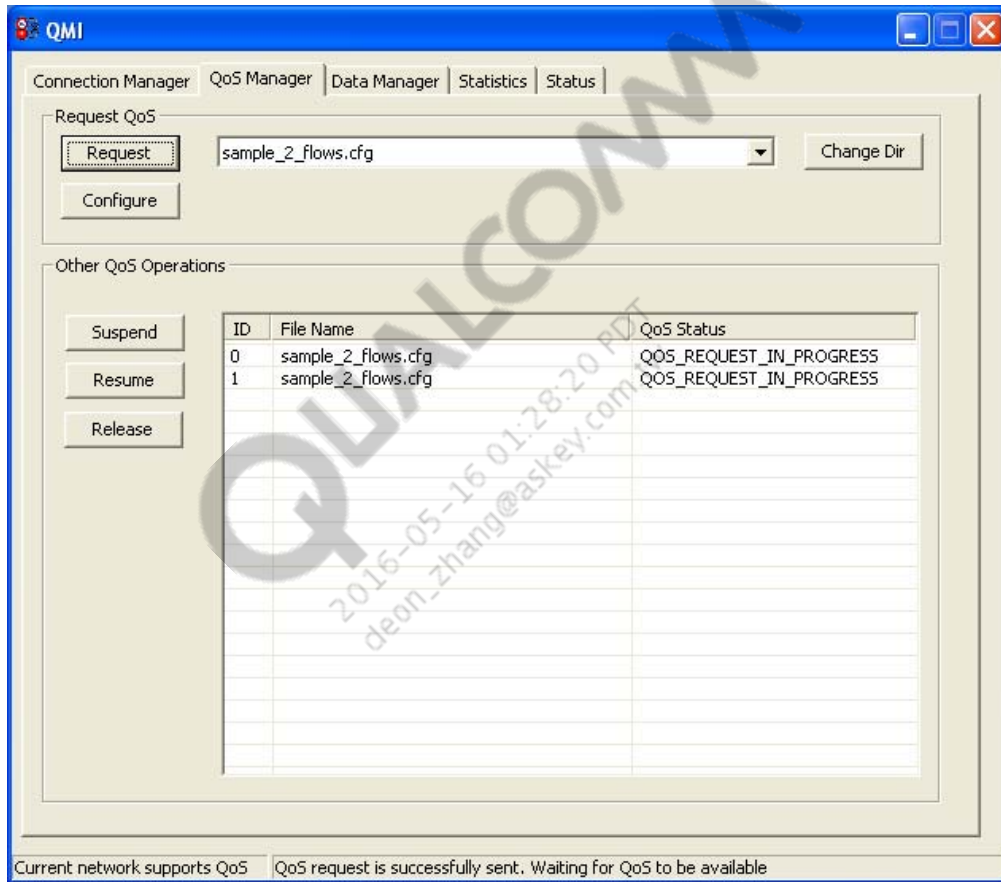 QMI
Connection Manager QoS Manager Data Manager Statistics Status
Request QoS
Request sample_2_flows.cfg Change Dir
Configure
Other QoS Operations
Suspend
Resume
Release
ID File Name QoS Status
0 sample_2_flows.cfg QOS_REQUEST_IN_PROGRESS
1 sample_2_flows.cfg QOS_REQUEST_IN_PROGRESS
QUALCOMM
2016-05-16 01:28:20 PDT
deon_zhang@askey.com
Current network supports QoS QoS request is successfully sent. Waiting for QoS to be available